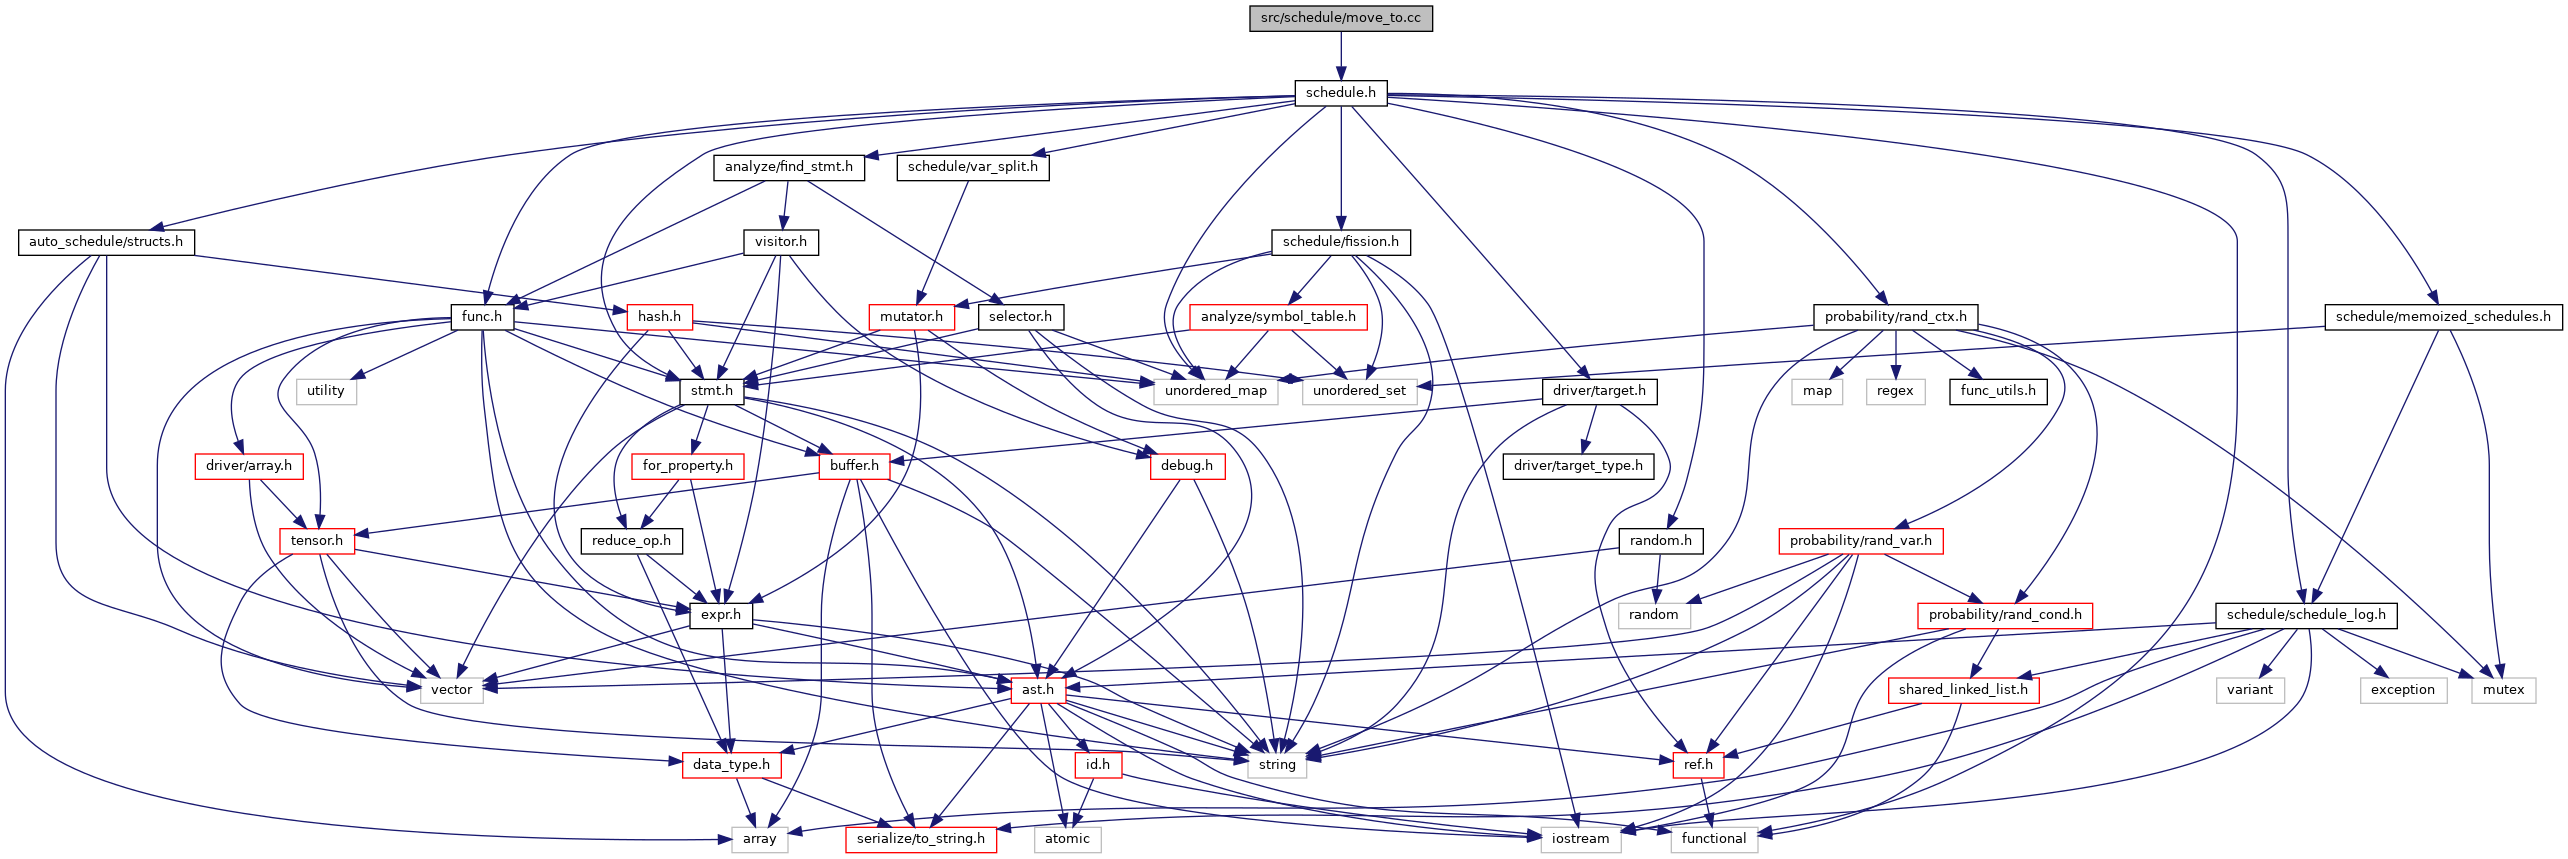 src/schedule/move_to.cc
schedule.h
analyze/find_stmt.h
schedule/var_split.h
auto_schedule/structs.h
visitor.h
schedule/fission.h
func.h
hash.h
mutator.h
selector.h
analyze/symbol_table.h
probability/rand_ctx.h
schedule/memoized_schedules.h
utility
stmt.h
unordered_map
unordered_set
driver/target.h
map
regex
func_utils.h
driver/array.h
for_property.h
buffer.h
debug.h
driver/target_type.h
tensor.h
reduce_op.h
random.h
probability/rand_var.h
expr.h
random
probability/rand_cond.h
schedule/schedule_log.h
vector
ast.h
shared_linked_list.h
variant
exception
mutex
data_type.h
id.h
string
ref.h
array
serialize/to_string.h
atomic
iostream
functional